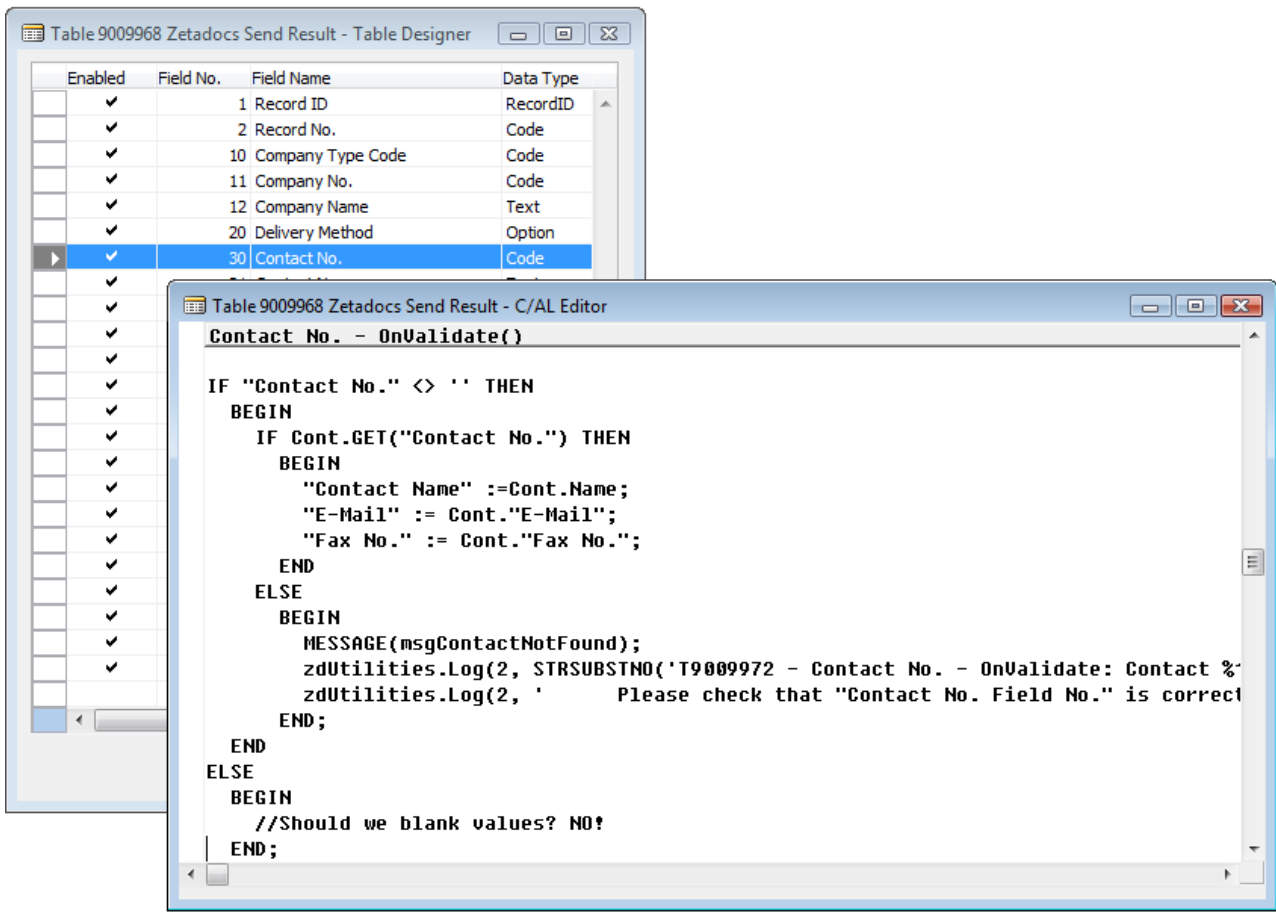 Table 9009968 Zetadocs Send Result - Table Designer
Enabled Field No. Field Name Data Type
1 Record ID RecordID
2 Record No. Code
10 Company Type Code Code
11 Company No. Code
12 Company Name Text
20 Delivery Method Option
30 Contact No. Code
Table 9009968 Zetadocs Send Result - C/AL Editor
Contact No. - OnValidate()
IF "Contact No." <> '' THEN
BEGIN
IF Cont.GET("Contact No.") THEN
BEGIN
"Contact Name" :=Cont.Name;
"E-Mail" := Cont."E-Mail";
"Fax No." := Cont."Fax No.";
END
ELSE
BEGIN
MESSAGE(msgContactNotFound);
zdUtilities.Log(2, STRSUBSTNO('T9009972 - Contact No. - OnValidate: Contact %
zdUtilities.Log(2, ' Please check that "Contact No. Field No." is correct
END;
END
ELSE
BEGIN
//Should we blank values? NO!
END;